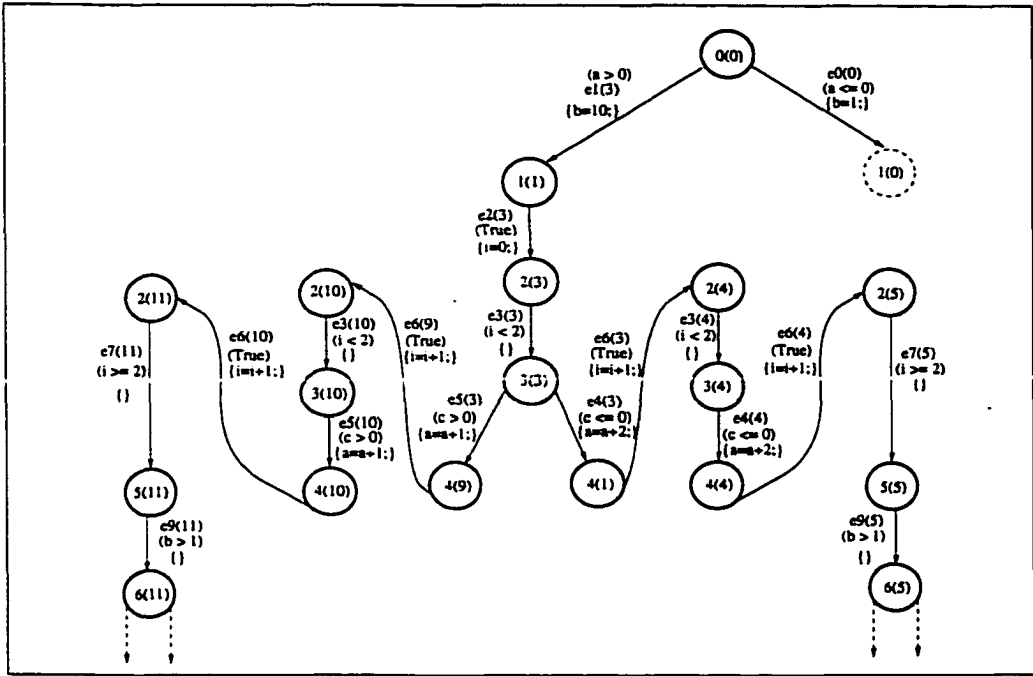 0(0)
(a > 0)
e1(3)
{b=10;}
e0(0)
(a <= 0)
{b=1;}
1(1)
1(0)
e2(3)
(True)
{i=0;}
2(11)
2(10)
2(3)
2(4)
2(5)
e6(10)
(True)
{i=i+1;}
e3(10)
(i < 2)
{}
e6(9)
(True)
{i=i+1;}
e3(3)
(i < 2)
{}
e6(3)
(True)
{i=i+1;}
e3(4)
(i < 2)
{}
e6(4)
(True)
{i=i+1;}
e7(11)
(i >= 2)
{}
e7(5)
(i >= 2)
{}
3(10)
3(3)
3(4)
e5(10)
(c > 0)
{a=a+1;}
e5(3)
(c > 0)
{a=a+1;}
e4(3)
(c <= 0)
{a=a+2;}
e4(4)
(c <= 0)
{a=a+2;}
5(11)
4(10)
4(9)
4(1)
4(4)
5(5)
e9(11)
(b > 1)
{}
e9(5)
(b > 1)
{}
6(11)
6(5)